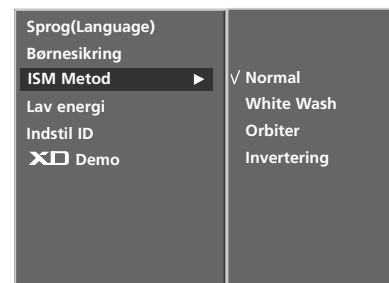 Sprog(Language)
Børnesikring
ISM Metod ►
Lav energi
Indstil ID
XD Demo
√ Normal
White Wash
Orbiter
Invertering